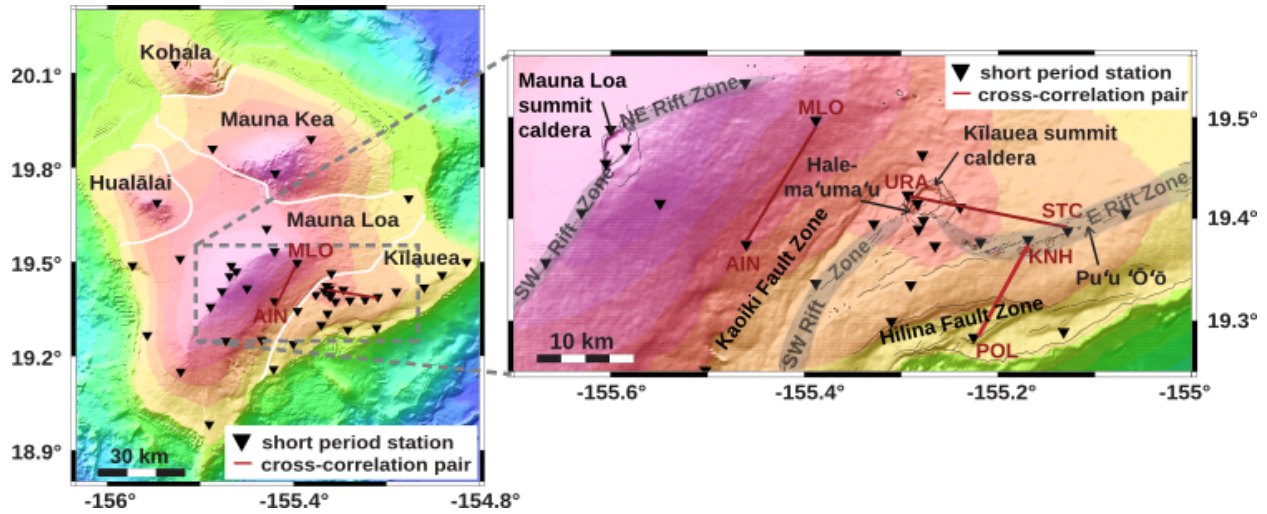 Kohala
Mauna Kea
Hualālai
Mauna Loa
MLO
Kīlauea
AIN
short period station
cross-correlation pair
30 km
20.1°
19.8°
19.5°
19.2°
18.9°
-156°
-155.4°
-154.8°
Mauna Loa
summit
caldera
NE Rift Zone
MLO
short period station
cross-correlation pair
Kīlauea summit
caldera
Hale-
maʻumaʻu
URA
STC
E Rift Zone
SW Rift Zone
AIN
Kaoiki Fault Zone
KNH
Puʻu ʻŌʻō
SW Rift Zone
Hilina Fault Zone
POL
10 km
19.5°
19.4°
19.3°
-155.6°
-155.4°
-155.2°
-155°